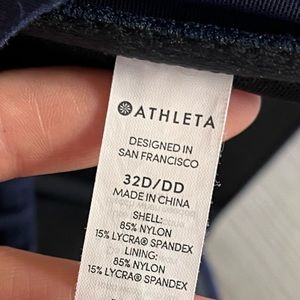 ATHLETA
DESIGNED IN
SAN FRANCISCO
32D/DD
MADE IN CHINA
SHELL:
85% NYLON
15% LYCRA® SPANDEX
LINING:
85% NYLON
15% LYCRA® SPANDEX